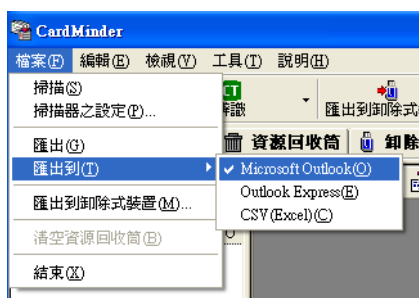 CardMinder
檔案(F) 編輯(E) 檢視(V) 工具(T) 說明(H)
掃描(S)
掃描器之設定(P)...
匯出(G)
匯出到(T)
匯出到卸除式裝置(M)...
清空資源回收筒(B)
結束(X)
CT
辨識
匯出到卸除式
資源回收筒 卸除
Microsoft Outlook(O)
Outlook Express(E)
CSV(Excel)(C)